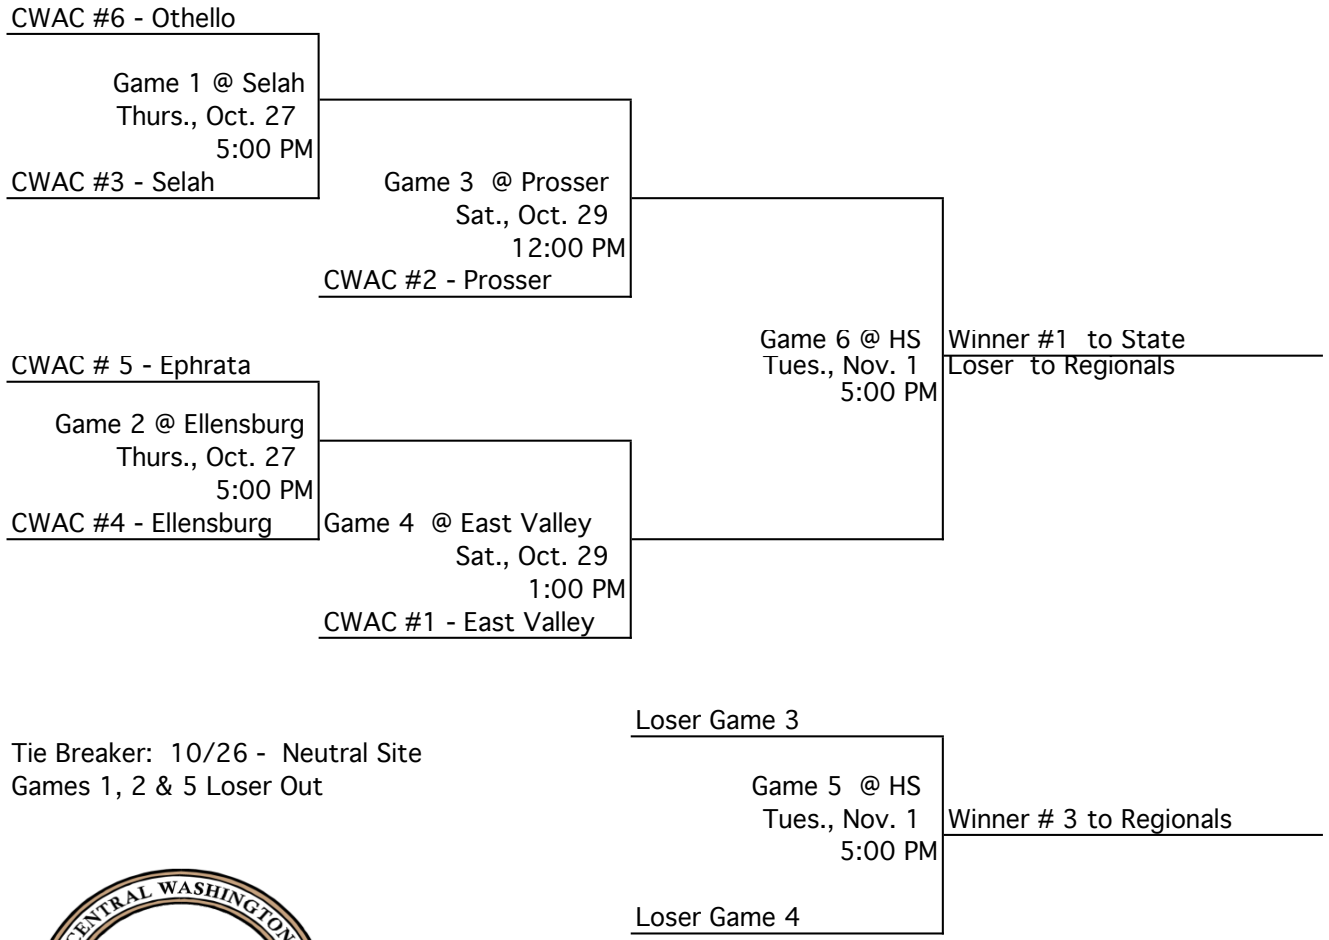 CWAC #6 - Othello
Game 1 @ Selah
Thurs., Oct. 27
5:00 PM
CWAC #3 - Selah
Game 3 @ Prosser
Sat., Oct. 29
12:00 PM
CWAC #2 - Prosser
Game 6 @ HS
Tues., Nov. 1
5:00 PM
Winner #1 to State
Loser to Regionals
CWAC # 5 - Ephrata
Game 2 @ Ellensburg
Thurs., Oct. 27
5:00 PM
CWAC #4 - Ellensburg
Game 4 @ East Valley
Sat., Oct. 29
1:00 PM
CWAC #1 - East Valley
Tie Breaker: 10/26 - Neutral Site
Games 1, 2 & 5 Loser Out
Loser Game 3
Game 5 @ HS
Tues., Nov. 1
5:00 PM
Winner # 3 to Regionals
Loser Game 4
CENTRAL WASHINGTON